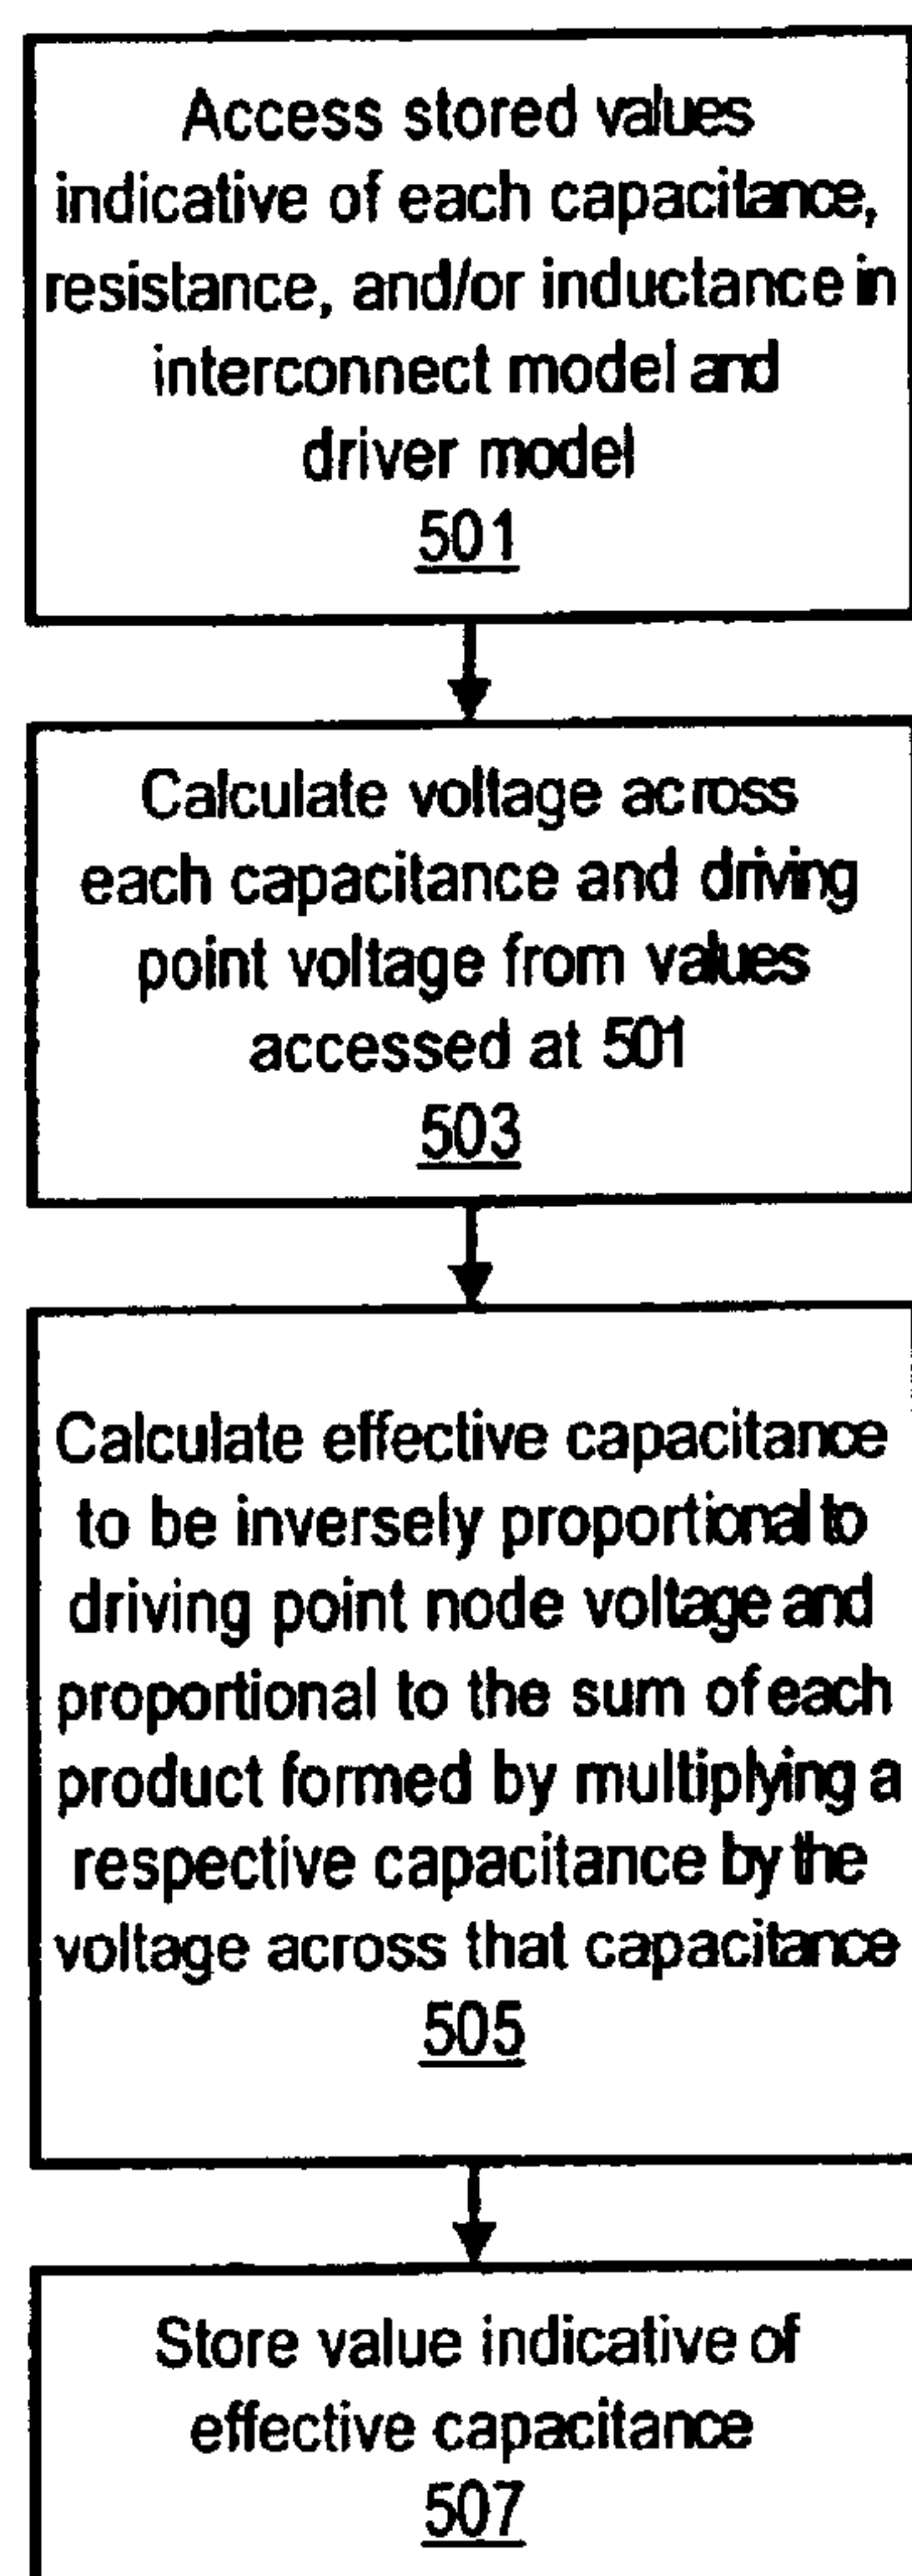 Access stored values
indicative of each capacitance,
resistance, and/or inductance in
interconnect model and
driver model
501
Calculate voltage across
each capacitance and driving
point voltage from values
accessed at 501
503
Calculate effective capacitance
to be inversely proportional to
driving point node voltage and
proportional to the sum of each
product formed by multiplying a
respective capacitance by the
voltage across that capacitance
505
Store value indicative of
effective capacitance
507